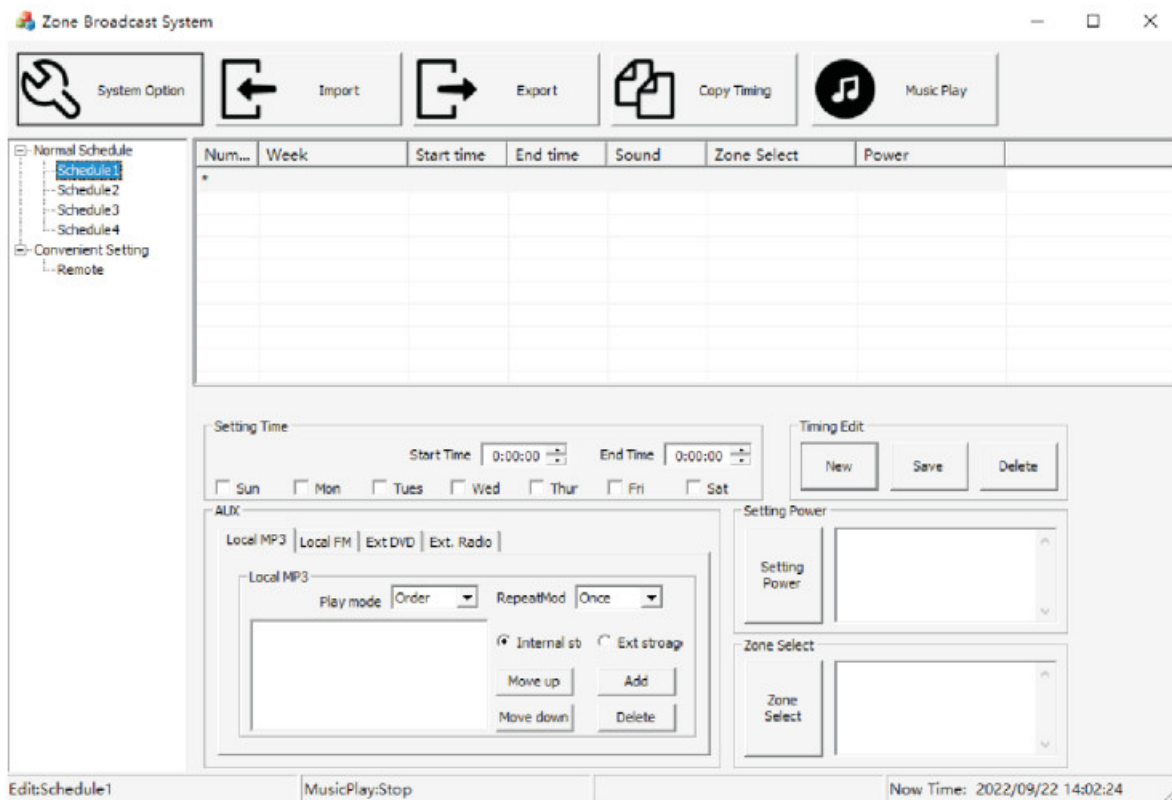 Zone Broadcast System
System Option Import Export Copy Timing Music Play
Normal Schedule
Schedule1
Schedule2
Schedule3
Schedule4
Convenient Setting
Remote
Num... Week Start time End time Sound Zone Select Power
*
Setting Time
Start Time 0:00:00 End Time 0:00:00
Sun Mon Tues Wed Thur Fri Sat
Timing Edit
New Save Delete
AUX
Local MP3 Local FM Ext DVD Ext. Radio
Local MP3
Play mode Order RepeatMod Once
Internal st Ext stroag
Move up Add
Move down Delete
Setting Power
Setting
Power
Zone Select
Zone
Select
Edit:Schedule1 MusicPlay:Stop Now Time: 2022/09/22 14:02:24